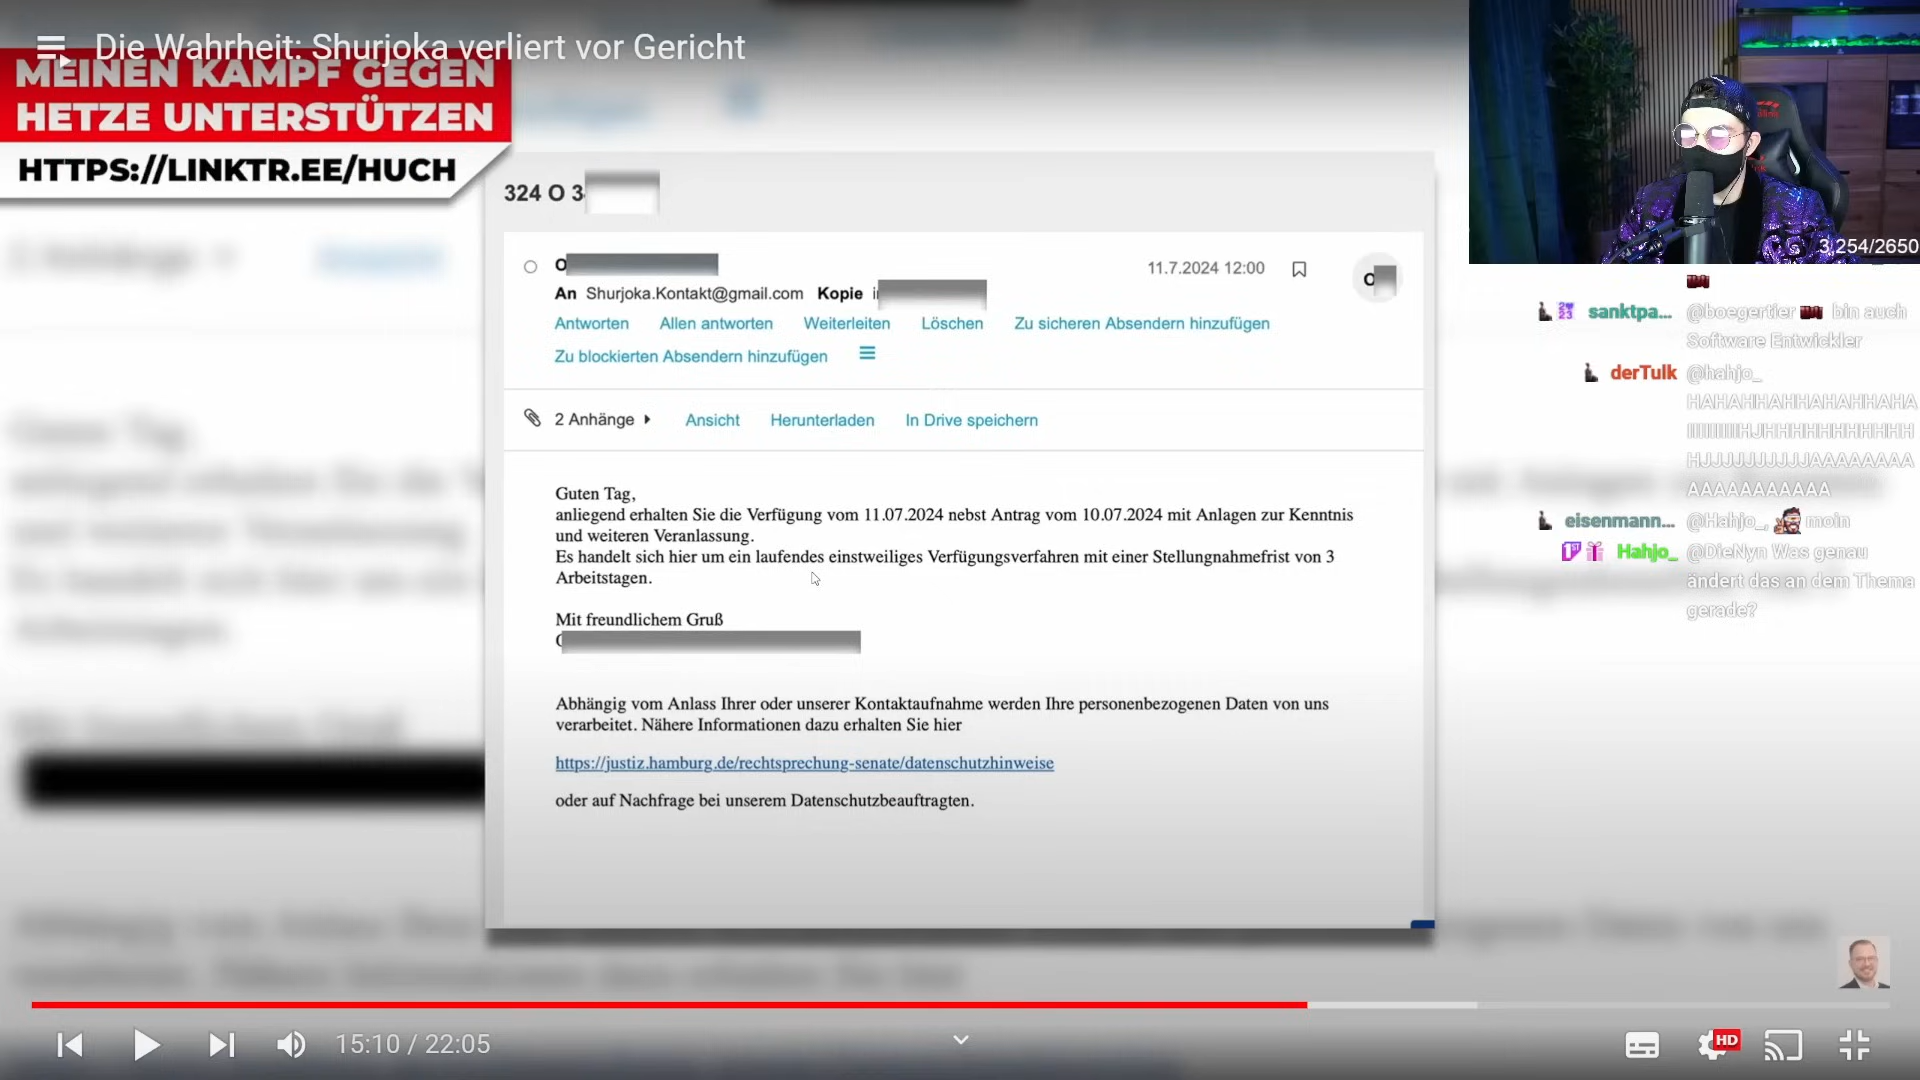 Die Wahrheit: Shurjoka verliert vor Gericht
MEINEN KAMPF GEGEN
HETZE UNTERSTÜTZEN
HTTPS://LINKTR.EE/HUCH
324 O 3
O
11.7.2024 12:00
O
An Shurjoka.Kontakt@gmail.com Kopie
Antworten Allen antworten Weiterleiten Löschen Zu sicheren Absendern hinzufügen
Zu blockierten Absendern hinzufügen
2 Anhänge Ansicht Herunterladen In Drive speichern
Guten Tag,
anliegend erhalten Sie die Verfügung vom 11.07.2024 nebst Antrag vom 10.07.2024 mit Anlagen zur Kenntnis
und weiteren Veranlassung.
Es handelt sich hier um ein laufendes einstweiliges Verfügungsverfahren mit einer Stellungnahmefrist von 3
Arbeitstagen.
Mit freundlichem Gruß
Abhängig vom Anlass Ihrer oder unserer Kontaktaufnahme werden Ihre personenbezogenen Daten von uns
verarbeitet. Nähere Informationen dazu erhalten Sie hier
https://justiz.hamburg.de/rechtsprechung-senate/datenschutzhinweise
oder auf Nachfrage bei unserem Datenschutzbeauftragten.
3,254/2650
sanktpa... @boegertier bin auch
Software Entwickler
derTulk @hahjo_
eisenmann... @Hahjo_, moin
Hahjo_ @DieNyn Was genau
ändert das an dem Thema
gerade?
15:10 / 22:05
HD